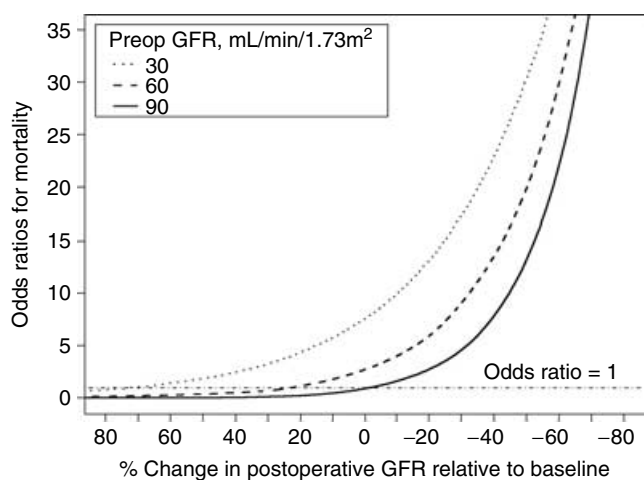 35
30
25
20
15
10
5
0
Odds ratios for mortality
Preop GFR, mL/min/1.73m²
30
60
90
Odds ratio = 1
80 60 40 20 0 −20 −40 −60 −80
% Change in postoperative GFR relative to baseline